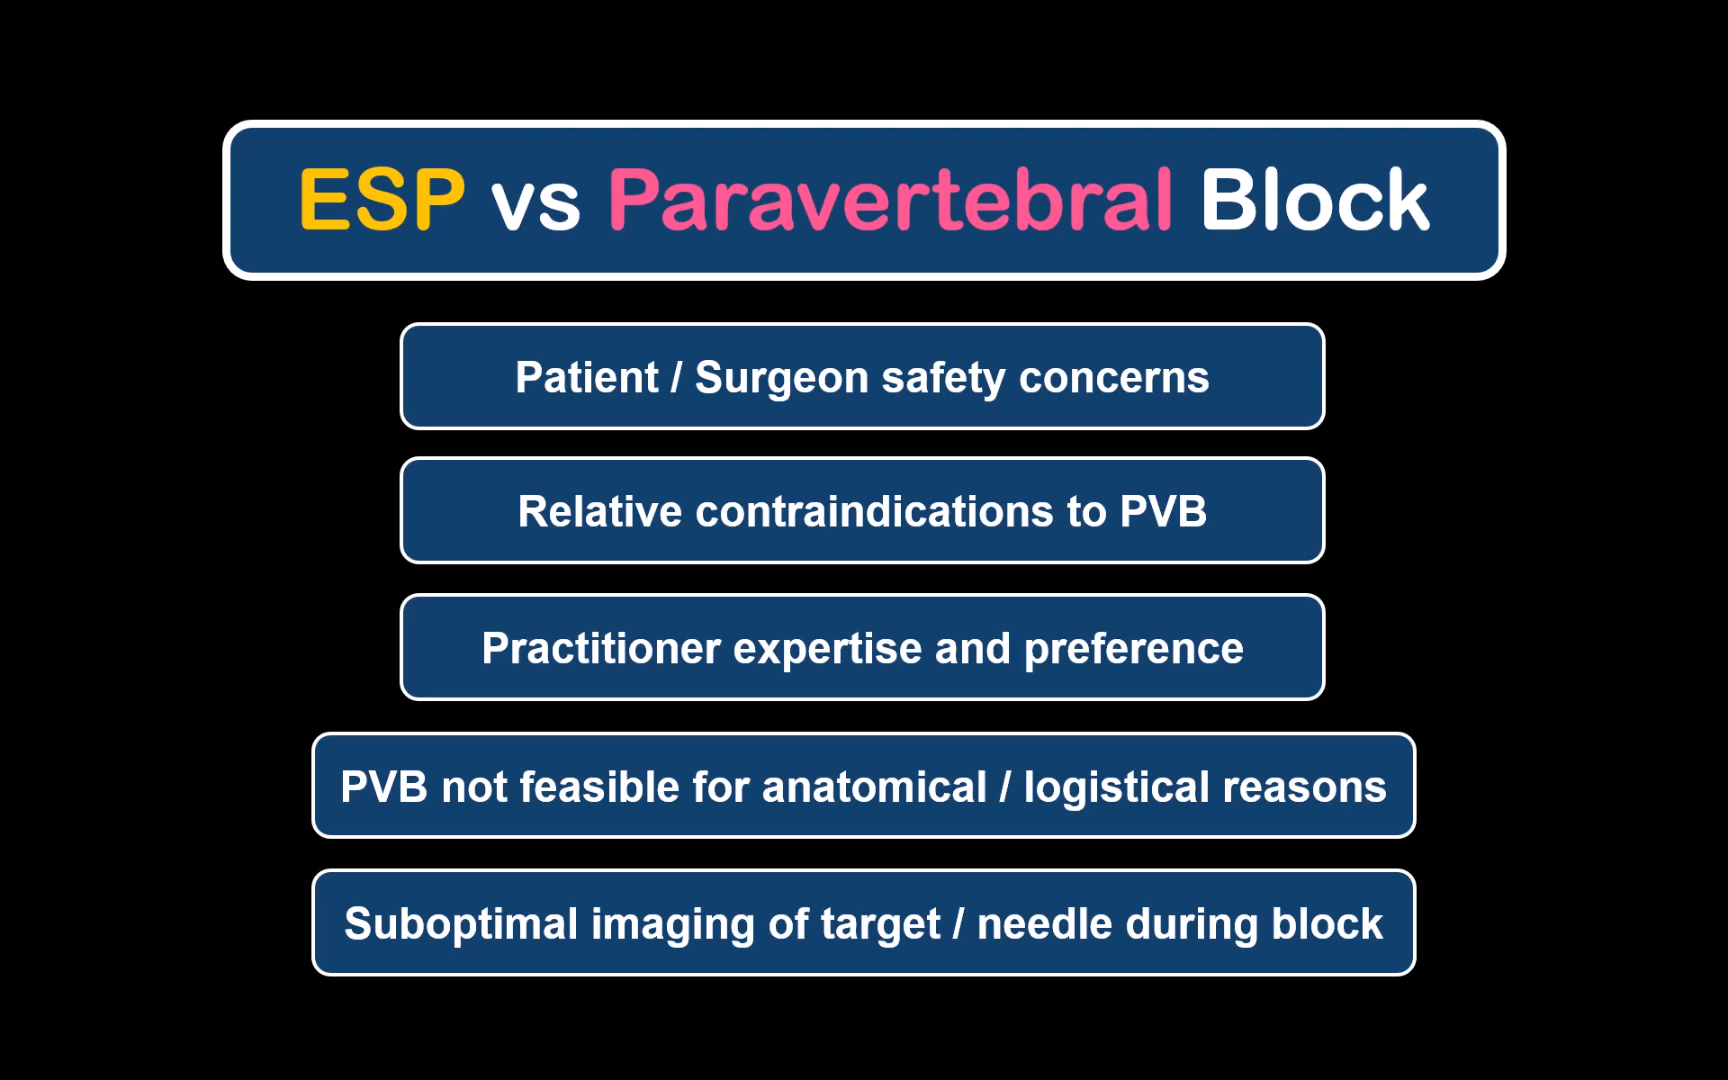 ESP vs Paravertebral Block
Patient / Surgeon safety concerns
Relative contraindications to PVB
Practitioner expertise and preference
PVB not feasible for anatomical / logistical reasons
Suboptimal imaging of target / needle during block